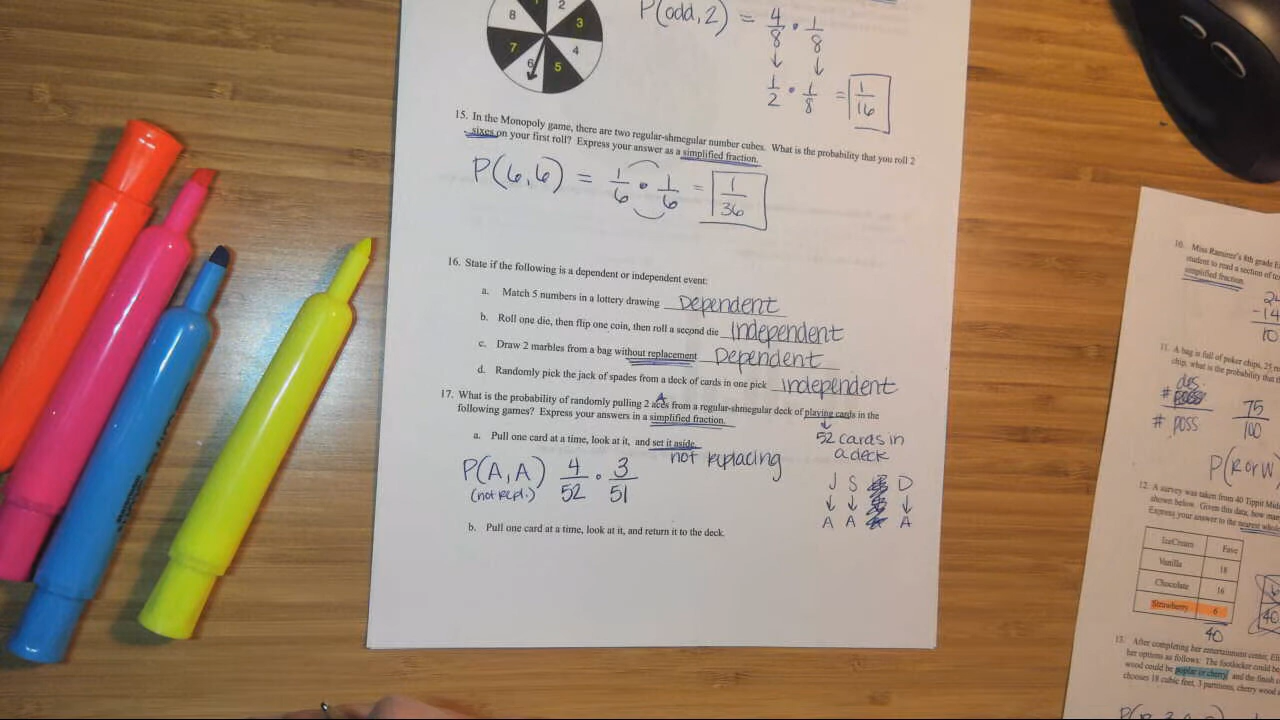 8
2
3
7
4
6
5
P(odd, 2) = 4/8 · 1/8
1/2 · 1/8 = 1/16
15. In the Monopoly game, there are two regular-shmegular number cubes. What is the probability that you roll 2
sixes on your first roll? Express your answer as a simplified fraction.
P(6,6) = 1/6 · 1/6 = 1/36
16. State if the following is a dependent or independent event:
a. Match 5 numbers in a lottery drawing Dependent
b. Roll one die, then flip one coin, then roll a second die Independent
c. Draw 2 marbles from a bag without replacement Dependent
d. Randomly pick the jack of spades from a deck of cards in one pick independent
17. What is the probability of randomly pulling 2 aces from a regular-shmegular deck of playing cards in the
following games? Express your answers in a simplified fraction.
a. Pull one card at a time, look at it, and set it aside.
not replacing
52 cards in
a deck
P(A,A) 4/52 · 3/51
(not repl.)
J S D
A A A
b. Pull one card at a time, look at it, and return it to the deck.
10. Miss Ramirez's 8th grade
student to read a section of
simplified fraction.
24
-14
10
11. A bag is full of poker chips, 25
chip, what is the probability that
# des.
# poss
75/100
P(R or W)
12. A survey was taken from 40 Tippit
shown below. Given this data, how
Express your answer to the nearest
IceCream Fave
Vanilla 18
Chocolate 16
Strawberry 6
40
40
13. After completing her entertainment center,
her options as follows: The footlocker could be
wood could be poplar or cherry, and the finish
chooses 18 cubic feet, 3 partitions, cherry wood